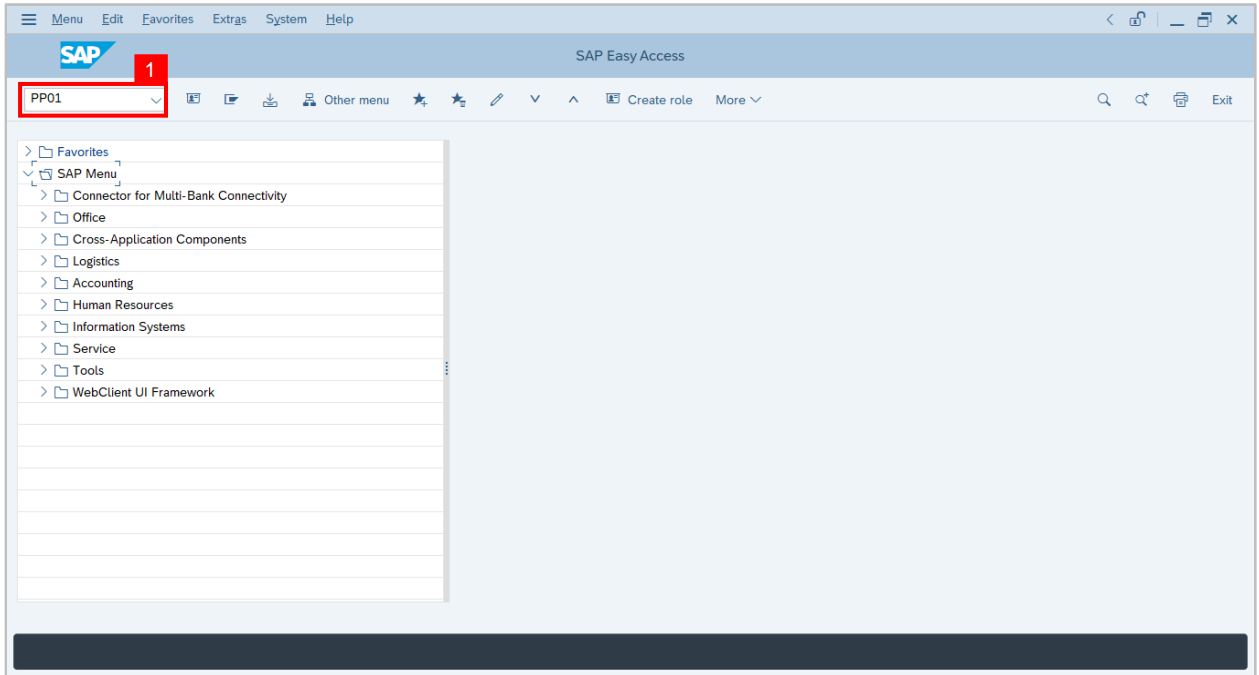 Menu Edit Favorites Extras System Help
SAP SAP Easy Access
1
PP01 Other menu Create role More Exit
Favorites
SAP Menu
Connector for Multi-Bank Connectivity
Office
Cross-Application Components
Logistics
Accounting
Human Resources
Information Systems
Service
Tools
WebClient UI Framework